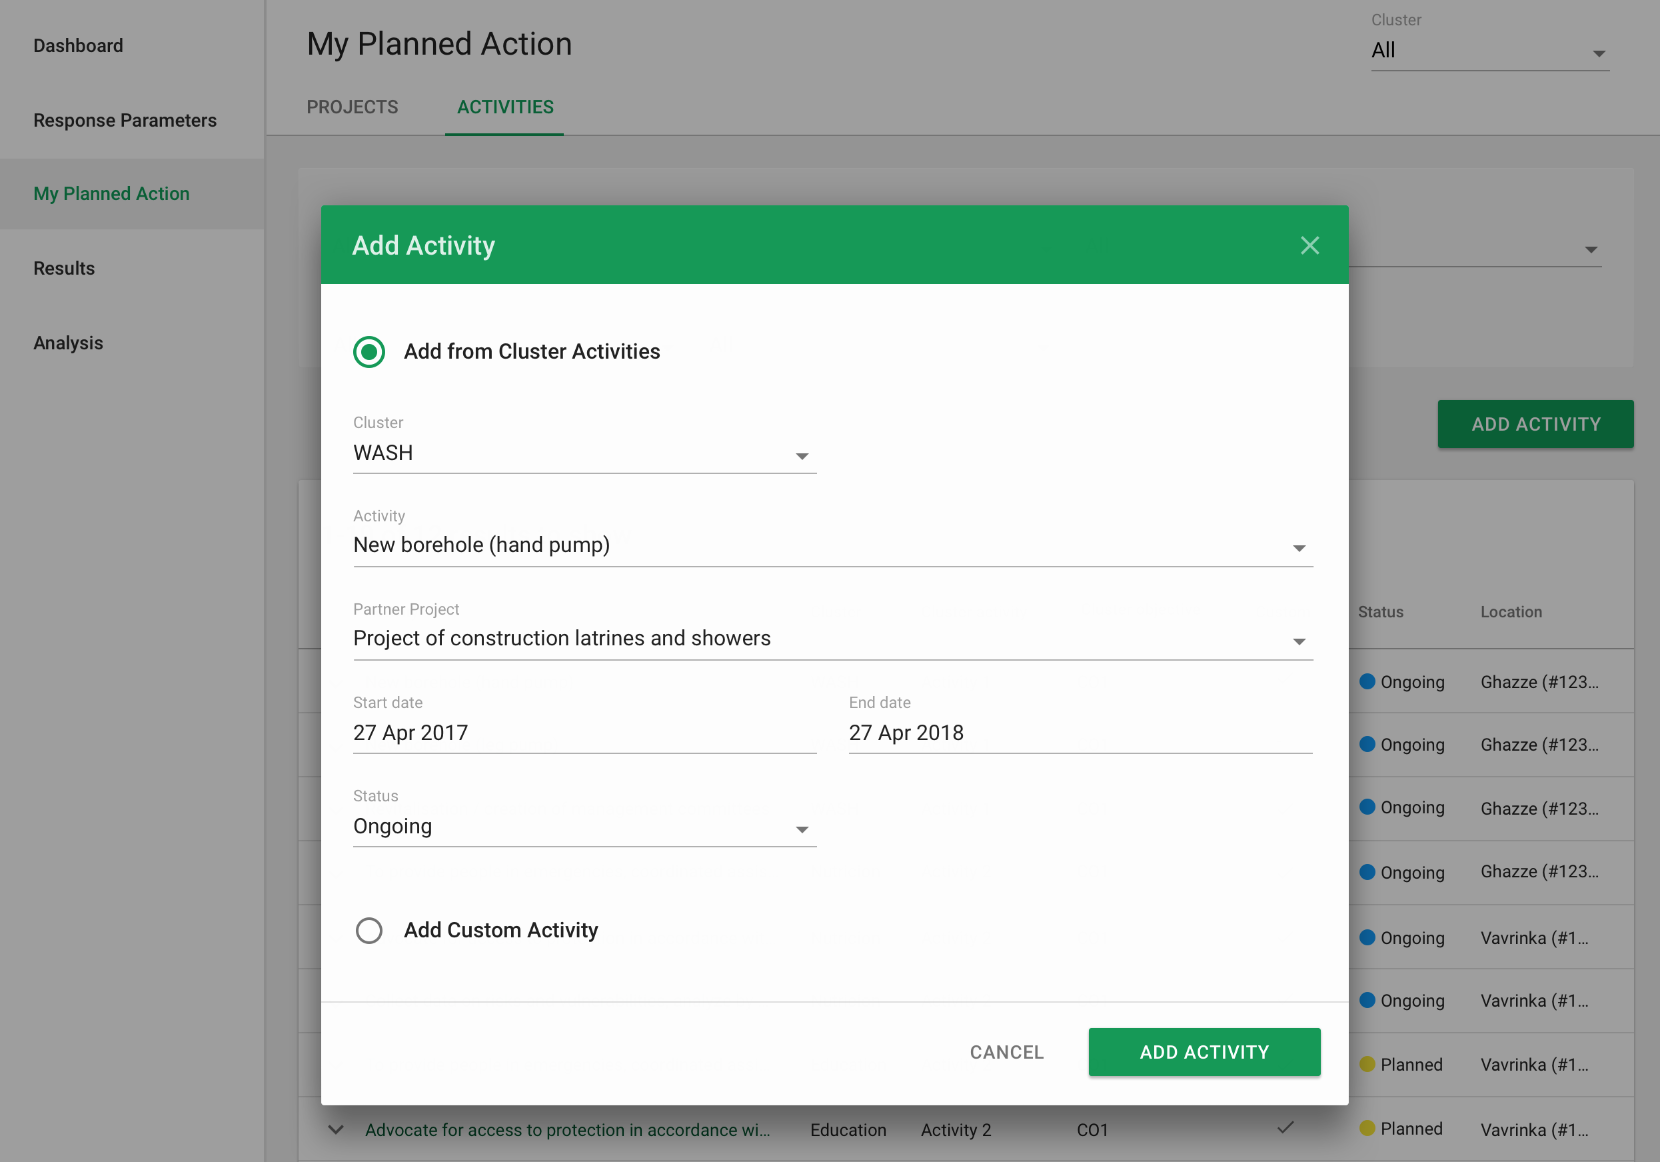 Dashboard
Response Parameters
My Planned Action
Results
Analysis
My Planned Action
Cluster
All
PROJECTS
ACTIVITIES
Add Activity
Add from Cluster Activities
Cluster
WASH
Activity
New borehole (hand pump)
Partner Project
Project of construction latrines and showers
Start date
27 Apr 2017
End date
27 Apr 2018
Status
Ongoing
Add Custom Activity
CANCEL
ADD ACTIVITY
ADD ACTIVITY
Status Location
Ongoing Ghazze (#123...
Ongoing Ghazze (#123...
Ongoing Ghazze (#123...
Ongoing Ghazze (#123...
Ongoing Vavrinka (#1...
Ongoing Vavrinka (#1...
Planned Vavrinka (#1...
Advocate for access to protection in accordance wi... Education Activity 2 CO1 Planned Vavrinka (#1...